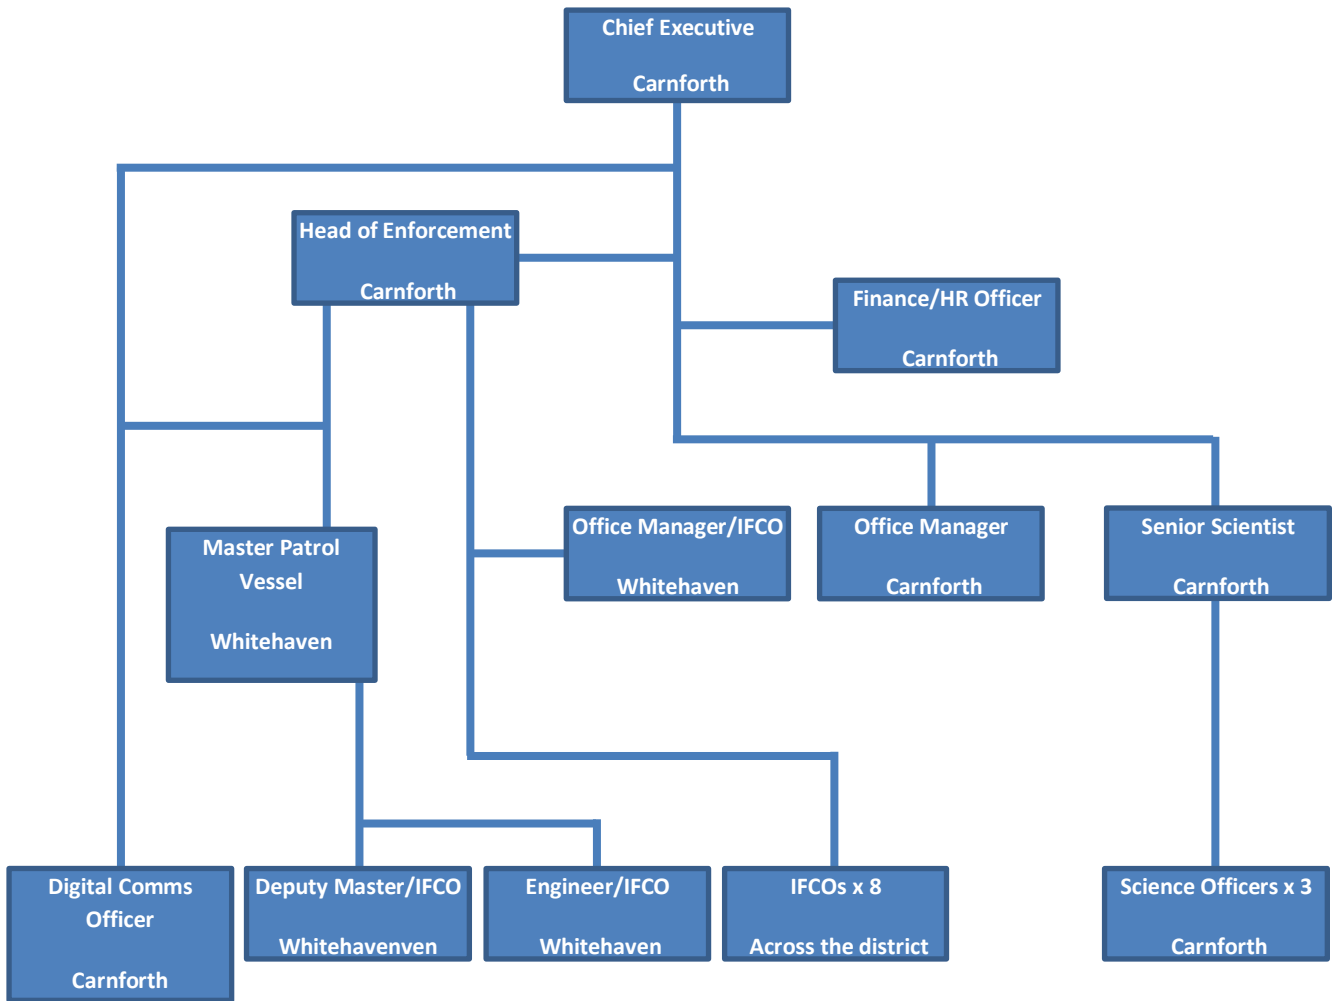 Chief Executive
Carnforth
Head of Enforcement
Carnforth
Finance/HR Officer
Carnforth
Master Patrol
Vessel
Whitehaven
Office Manager/IFCO
Whitehaven
Office Manager
Carnforth
Senior Scientist
Carnforth
Digital Comms
Officer
Carnforth
Deputy Master/IFCO
Whitehavenven
Engineer/IFCO
Whitehaven
IFCOs x 8
Across the district
Science Officers x 3
Carnforth